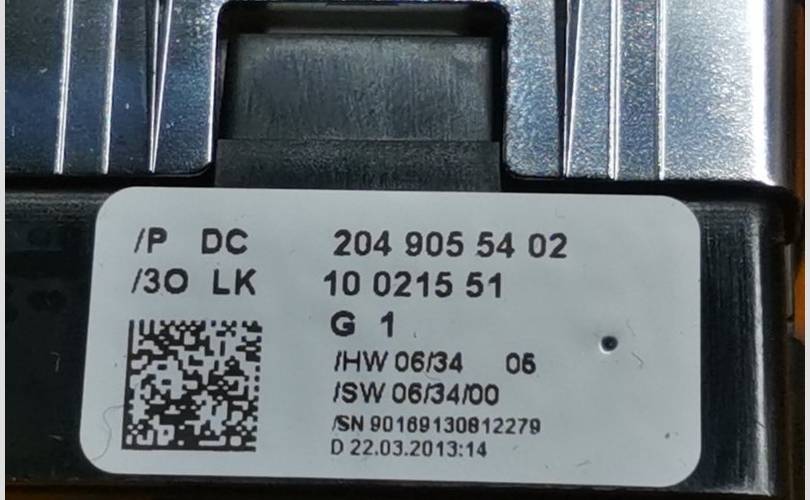 /P DC 204 905 54 02
/3O LK 10 0215 51
G 1
/HW 06/34 05
/SW 06/34/00
/SN 90169130812279
D 22.03.2013:14